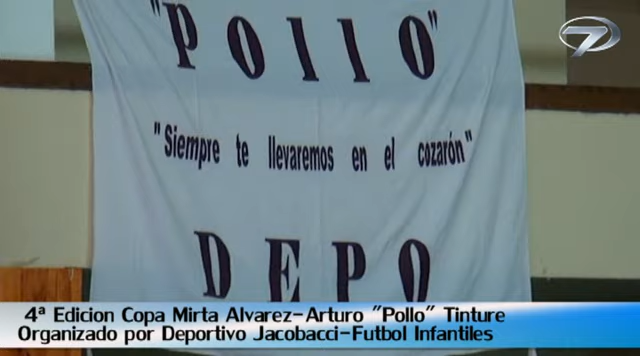 "POLLO"
"Siempre te llevaremos en el cozarón"
DEPO
7
4ª Edicion Copa Mirta Alvarez-Arturo "Pollo" Tinture
Organizado por Deportivo Jacobacci-Futbol Infantiles